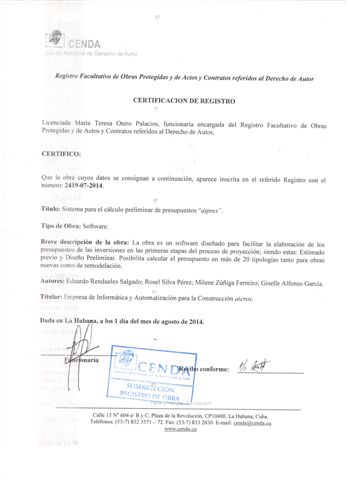 CENDA
Centro Nacional de Derecho de Autor
Registro Facultativo de Obras Protegidas y de Actos y Contratos referidos al Derecho de Autor
CERTIFICACION DE REGISTRO
Licenciada María Teresa Otero Palacios, funcionaria encargada del Registro Facultativo de Obras
Protegidas y de Actos y Contratos referidos al Derecho de Autor,
CERTIFICO:
Que la obra cuyos datos se consignan a continuación, aparece inscrita en el referido Registro con el
número: 2419-07-2014.
Título: Sistema para el cálculo preliminar de presupuestos "aipres".
Tipo de Obra: Software.
Breve descripción de la obra: La obra es un software diseñado para facilitar la elaboración de los
presupuestos de las inversiones en las primeras etapas del proceso de proyección; siendo estas: Estimado
previo y Diseño Preliminar. Posibilita calcular el presupuesto en más de 20 tipologías tanto para obras
nuevas como de remodelación.
Autores: Eduardo Rendueles Salgado; Rosel Silva Pérez; Milene Zúñiga Ferreiro; Giselle Alfonso García.
Titular: Empresa de Informática y Automatización para la Construcción
Dada en La Habana, a los 1 día del mes de agosto de 2014.
Funcionaria
Recibo conforme:
CENDA
SUBDIRECCION
REGISTRO DE OBRA
Calle 15 Nº 604 e/ B y C, Plaza de la Revolución, CP10400, La Habana, Cuba.
Teléfonos: (53-7) 832 3571 – 72 Fax: (53-7) 833 2030 E-mail: cenda@cenda.cu
www.cenda.cu